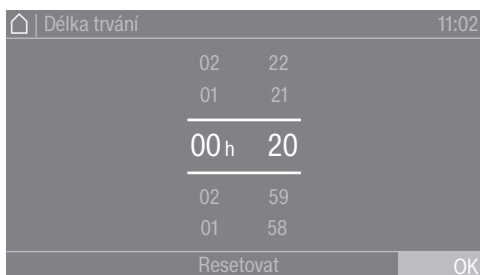 Délka trvání 11:02
02 22
01 21
00 h 20
02 59
01 58
Resetovat OK